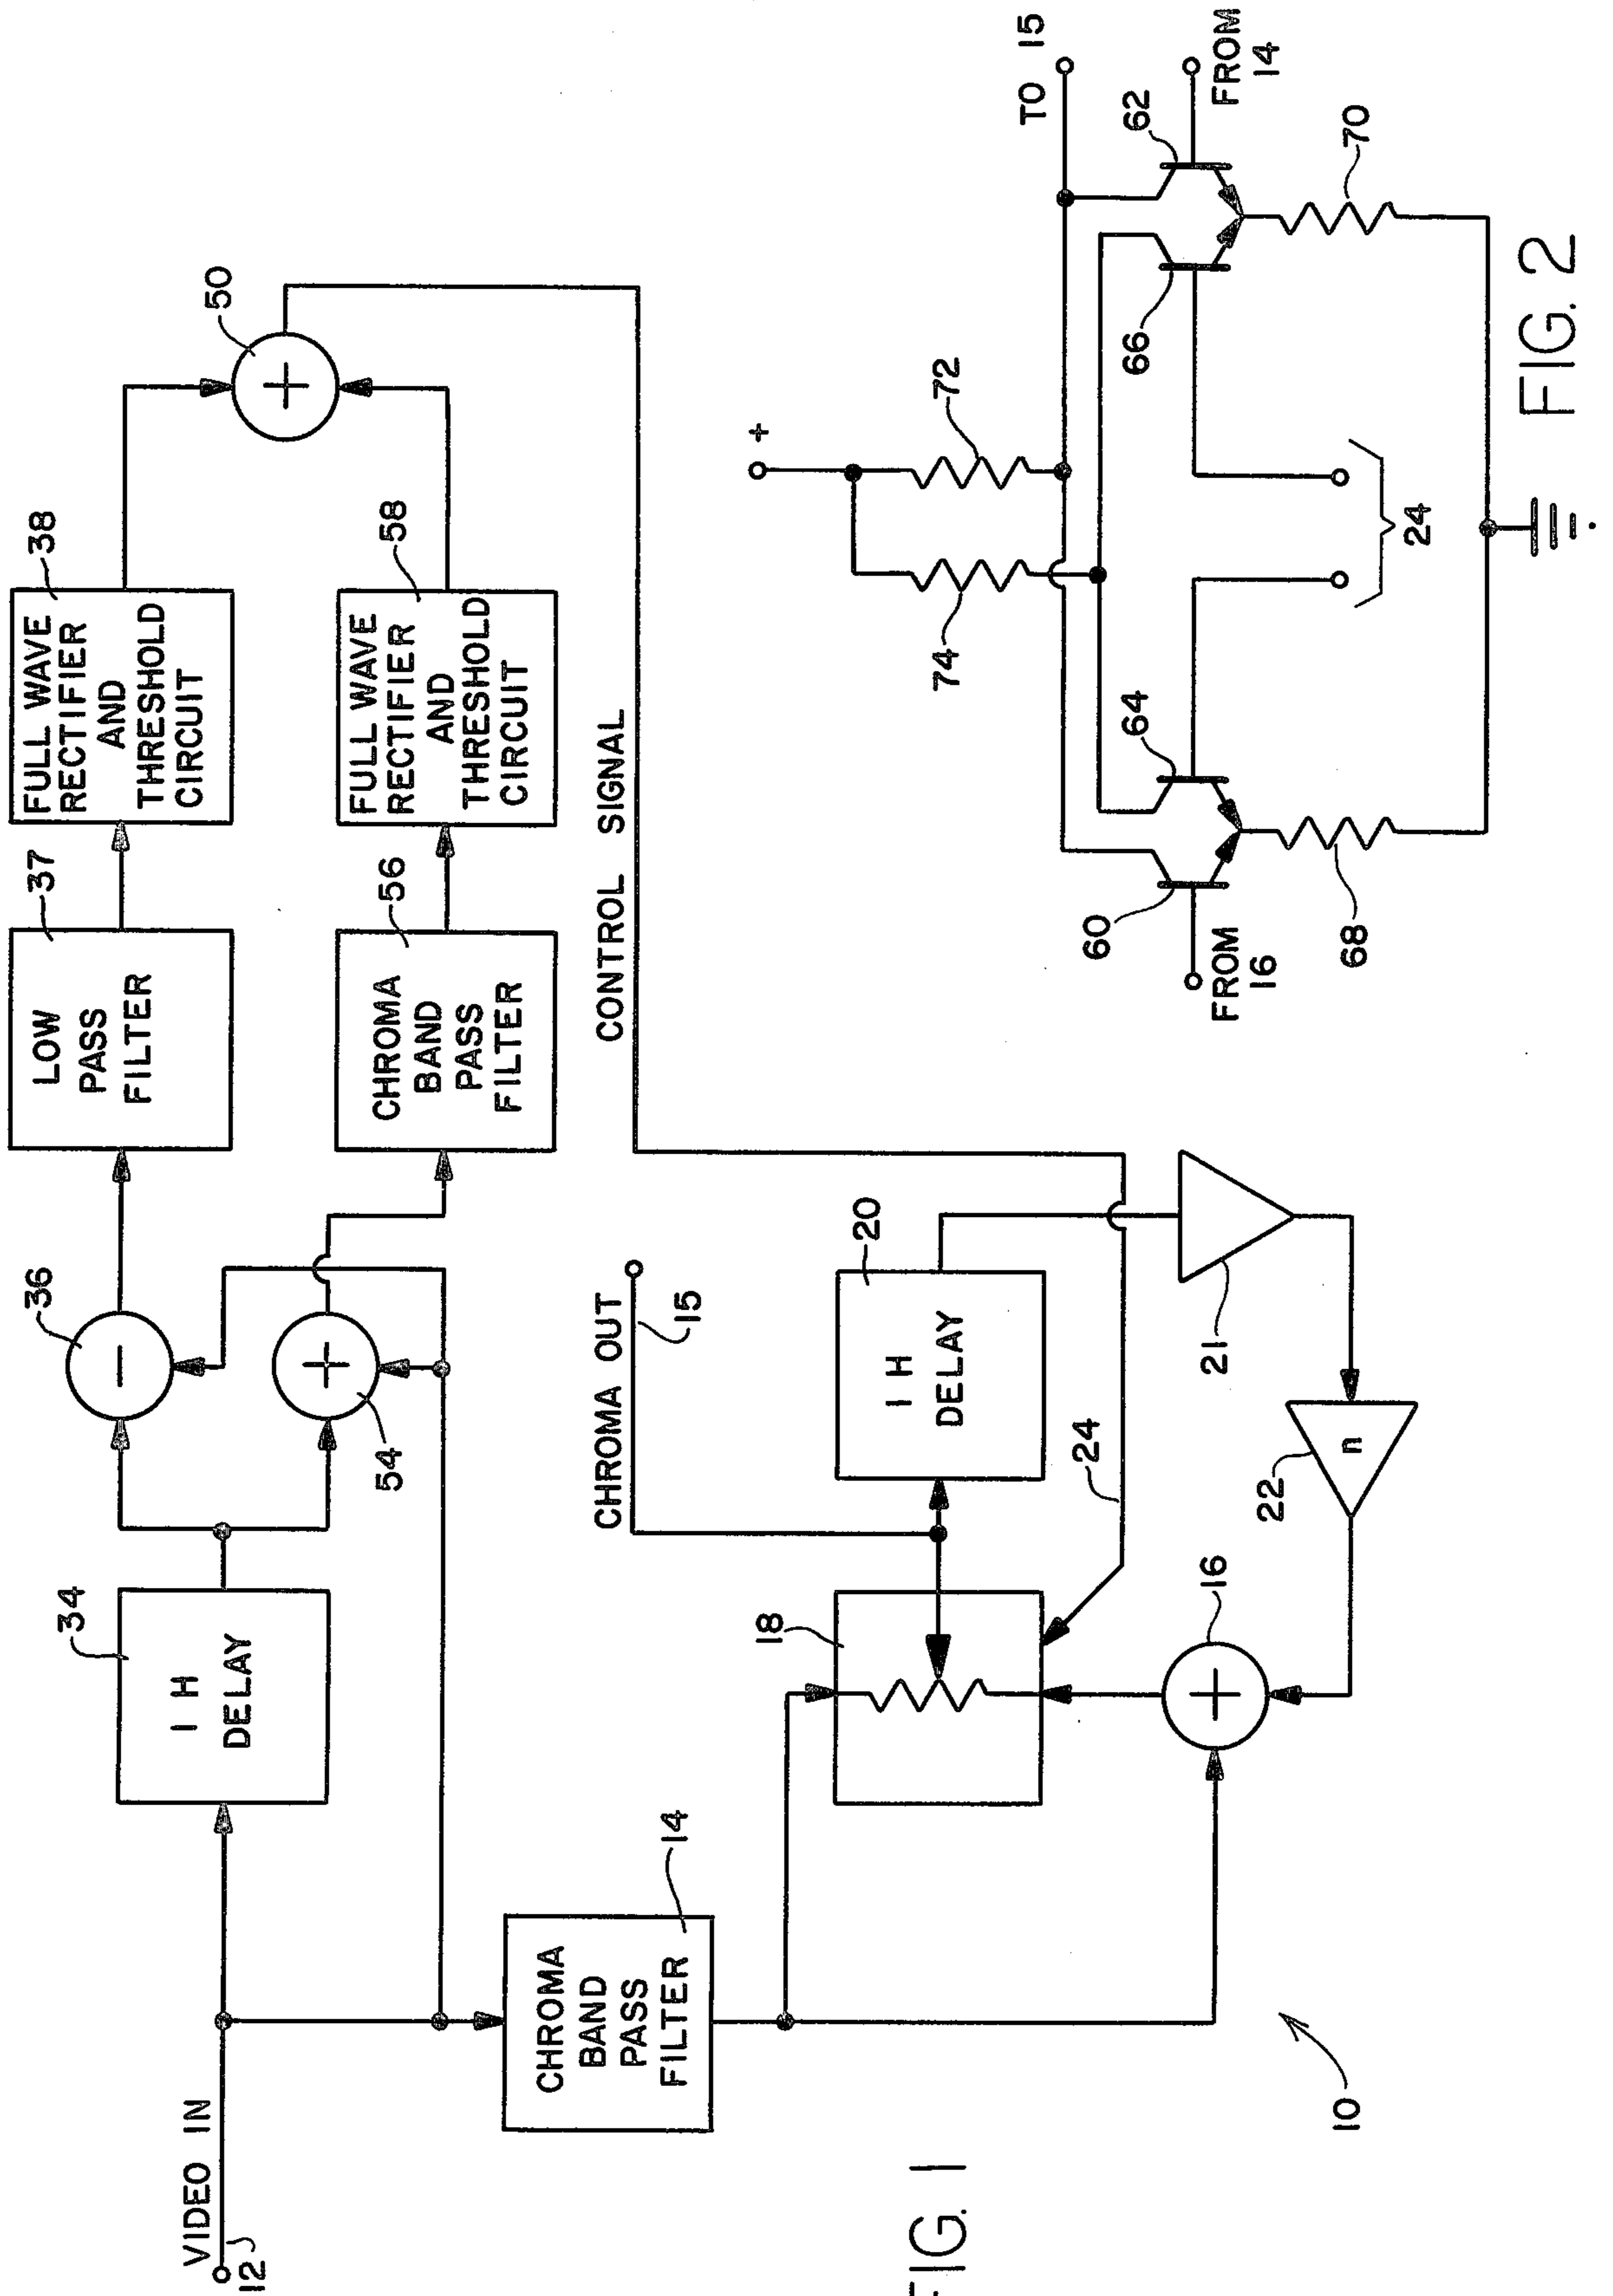 VIDEO IN
12
34
1 H
DELAY
36
−
37
LOW
PASS
FILTER
38
FULL WAVE
RECTIFIER
AND
THRESHOLD
CIRCUIT
50
+
54
+
56
CHROMA
BAND
PASS
FILTER
58
FULL WAVE
RECTIFIER
AND
THRESHOLD
CIRCUIT
CONTROL SIGNAL
14
CHROMA
BAND
PASS
FILTER
CHROMA OUT
15
18
20
1 H
DELAY
24
16
+
21
22
n
10
FIG. 1
+
74
72
TO 15
60
64
66
62
FROM
16
FROM
14
68
24
70
FIG. 2